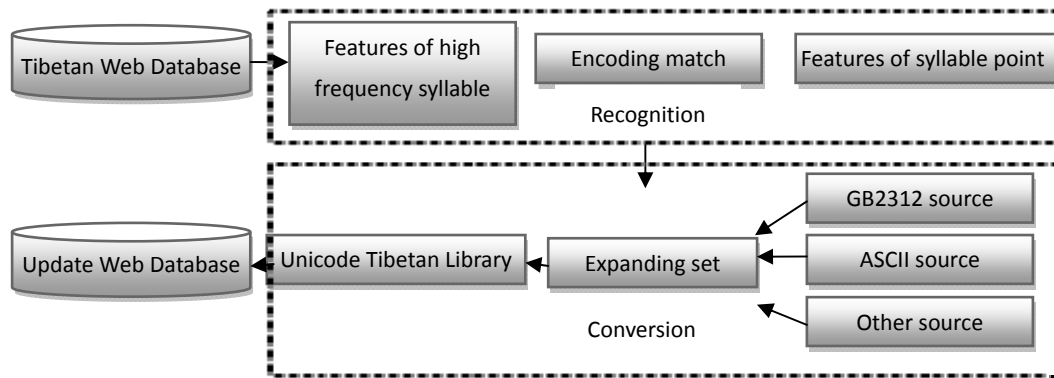 Tibetan Web Database
Features of high
frequency syllable
Encoding match
Features of syllable point
Recognition
GB2312 source
Update Web Database
Unicode Tibetan Library
Expanding set
ASCII source
Other source
Conversion